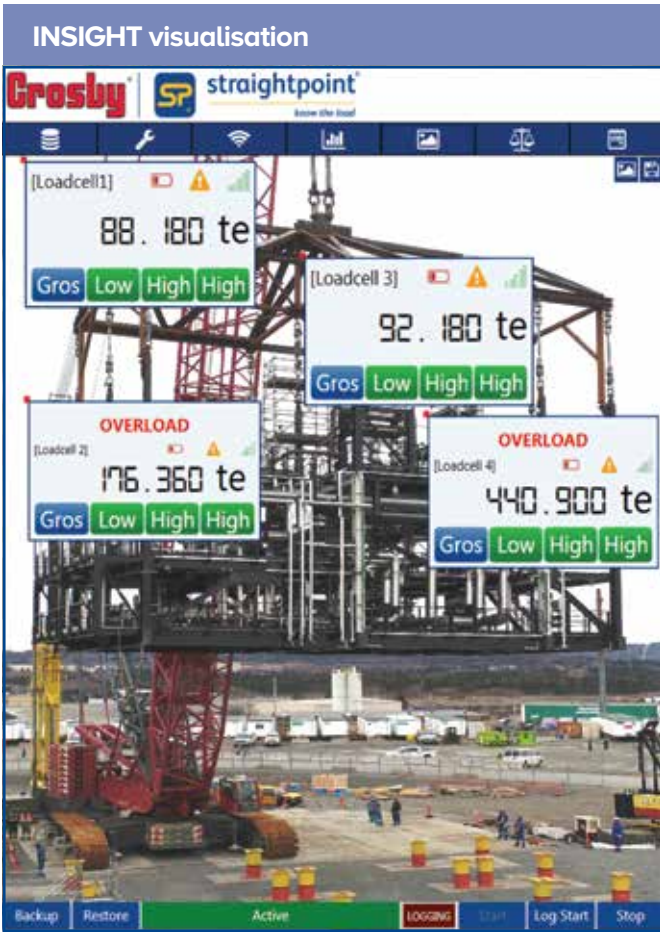 INSIGHT visualisation
Crosby
SP
straightpoint
know the load
[Loadcell1]
88.180 te
Gros Low High High
[Loadcell 3]
92.180 te
Gros Low High High
OVERLOAD
[Loadcell 2]
176.360 te
Gros Low High High
OVERLOAD
[Loadcell 4]
440.900 te
Gros Low High High
Backup Restore Active LOGGING Start Log Start Stop